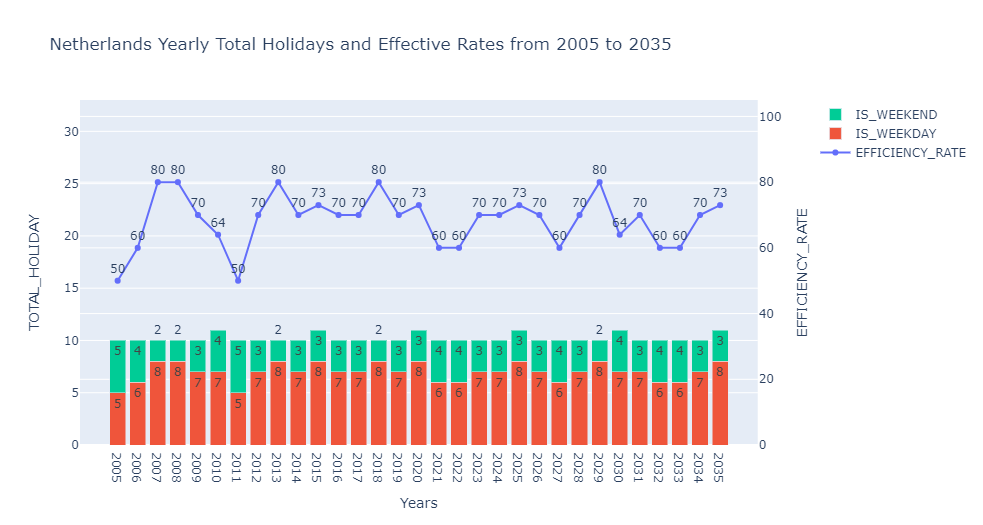 Netherlands Yearly Total Holidays and Effective Rates from 2005 to 2035
IS_WEEKEND
IS_WEEKDAY
EFFICIENCY_RATE
TOTAL_HOLIDAY
30
25
20
15
10
5
0
50 60 80 80 70 64 50 70 80 70 73 70 70 80 70 73 60 60 70 70 73 70 60 70 80 64 70 60 60 70 73
5 4 2 2 3 4 5 3 2 3 3 3 3 2 3 3 4 4 3 3 3 3 4 3 2 4 3 4 4 3 3
5 6 8 8 7 7 5 7 8 7 8 7 7 8 7 8 6 6 7 7 8 7 6 7 8 7 7 6 6 7 8
100
80
60
40
20
0
EFFICIENCY_RATE
2005 2006 2007 2008 2009 2010 2011 2012 2013 2014 2015 2016 2017 2018 2019 2020 2021 2022 2023 2024 2025 2026 2027 2028 2029 2030 2031 2032 2033 2034 2035
Years